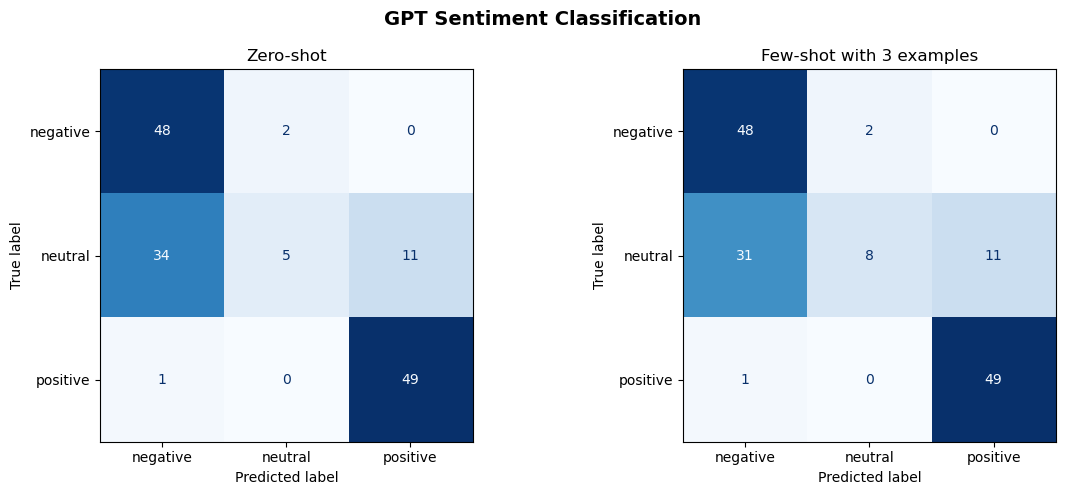 GPT Sentiment Classification
Zero-shot
True label
negative
48 2 0
neutral
34 5 11
positive
1 0 49
negative neutral positive
Predicted label
Few-shot with 3 examples
True label
negative
48 2 0
neutral
31 8 11
positive
1 0 49
negative neutral positive
Predicted label